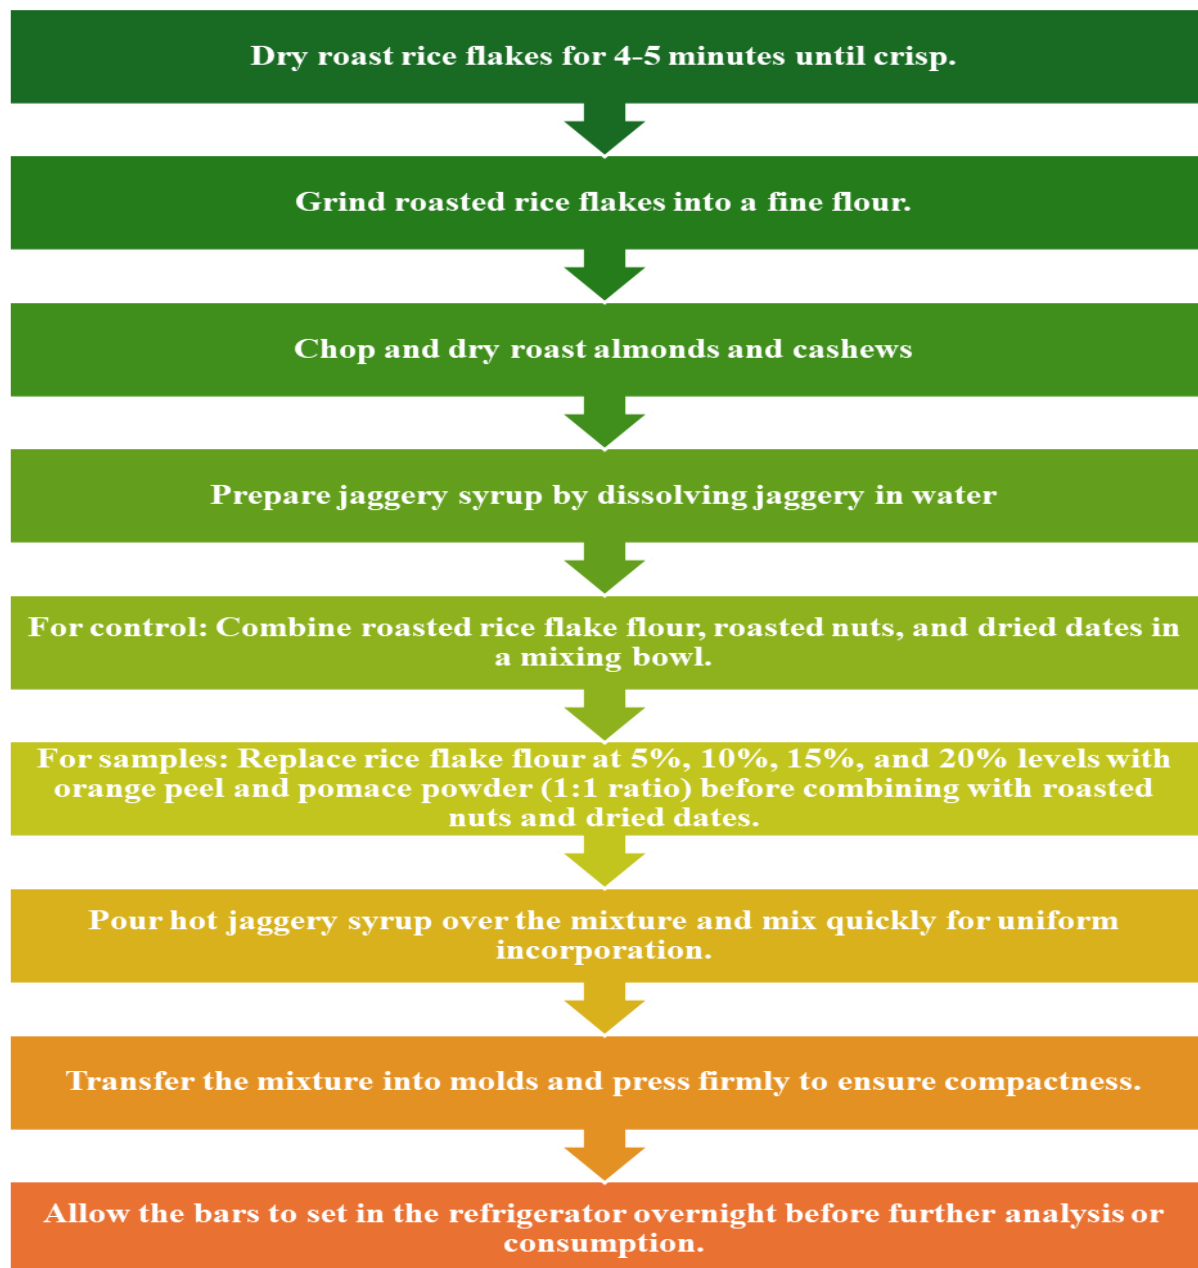 Dry roast rice flakes for 4-5 minutes until crisp.
Grind roasted rice flakes into a fine flour.
Chop and dry roast almonds and cashews
Prepare jaggery syrup by dissolving jaggery in water
For control: Combine roasted rice flake flour, roasted nuts, and dried dates in
a mixing bowl.
For samples: Replace rice flake flour at 5%, 10%, 15%, and 20% levels with
orange peel and pomace powder (1:1 ratio) before combining with roasted
nuts and dried dates.
Pour hot jaggery syrup over the mixture and mix quickly for uniform
incorporation.
Transfer the mixture into molds and press firmly to ensure compactness.
Allow the bars to set in the refrigerator overnight before further analysis or
consumption.